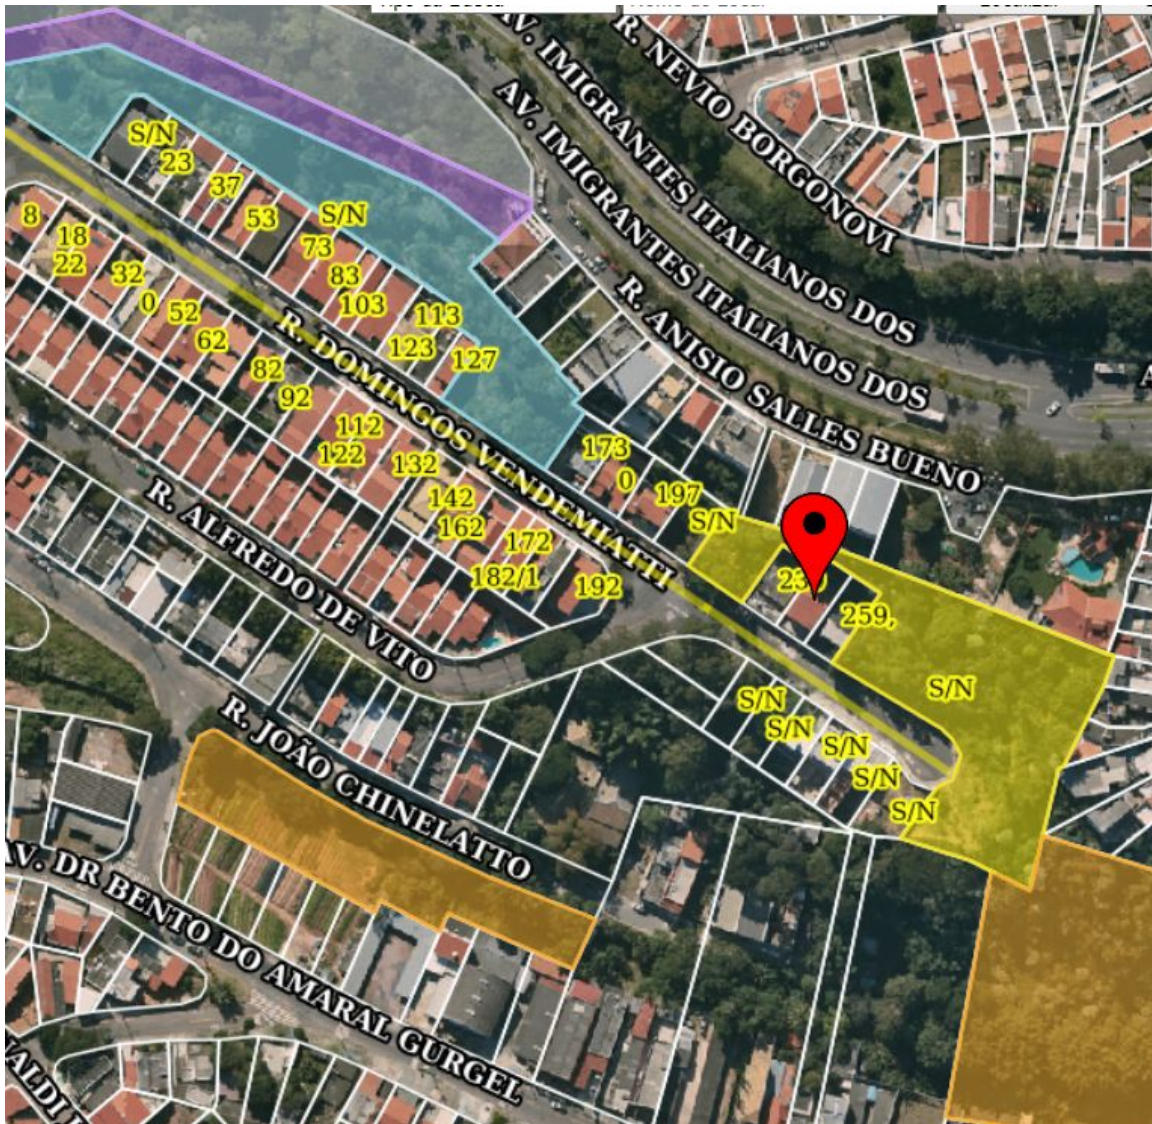 R. NEVIO BORGONOVI
AV. IMIGRANTES ITALIANOS DOS
AV. IMIGRANTES ITALIANOS DOS
R. ANISIO SALLES BUENO
S/N
23
37
53
S/N
73
83
103
113
123
127
8
18
22
32
0
52
62
82
92
112
122
132
142
162
172
182/1
192
R. DOMINGOS VENDEMIATTI
173
0
197
S/N
259,
S/N
S/N
S/N
S/N
S/N
S/N
R. ALFREDO DE VITO
R. JOÃO CHINELATTO
AV. DR BENTO DO AMARAL GURGEL